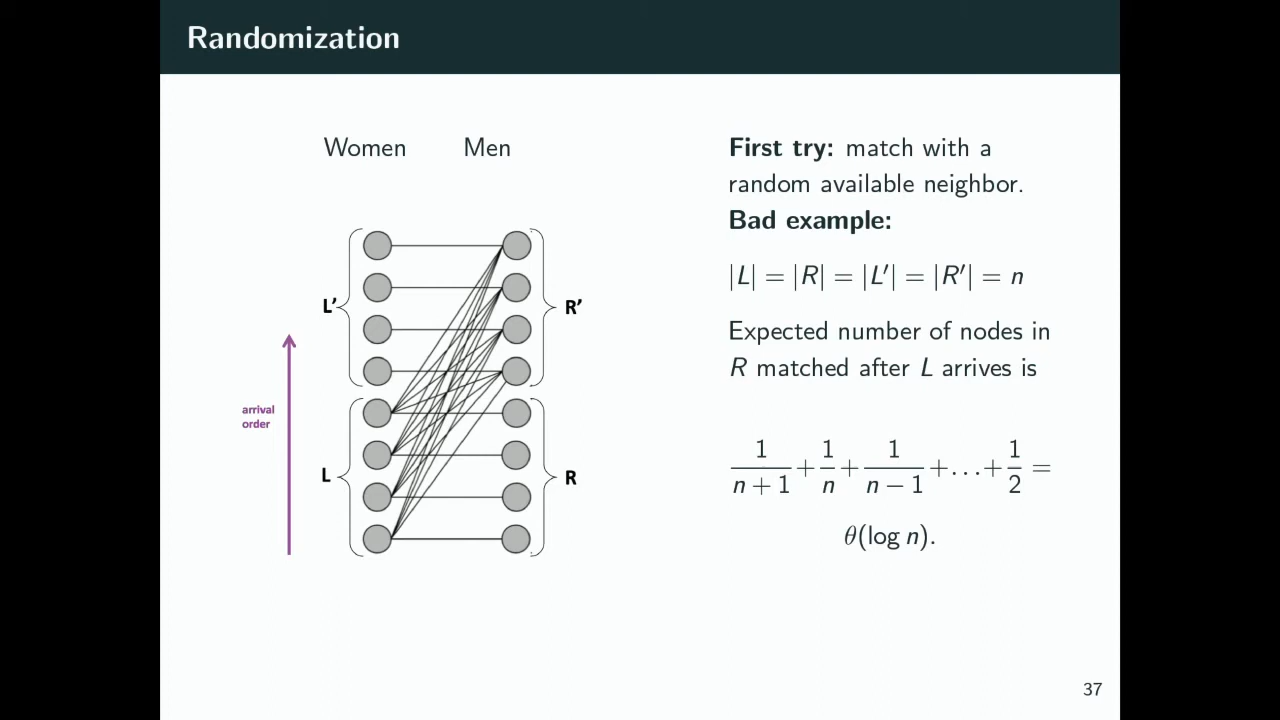 Randomization
Women Men
L' R'
arrival
order
L R
First try: match with a
random available neighbor.
Bad example:
|L| = |R| = |L′| = |R′| = n
Expected number of nodes in
R matched after L arrives is
1/(n + 1) + 1/n + 1/(n − 1) + . . . + 1/2 =
θ(log n).
37